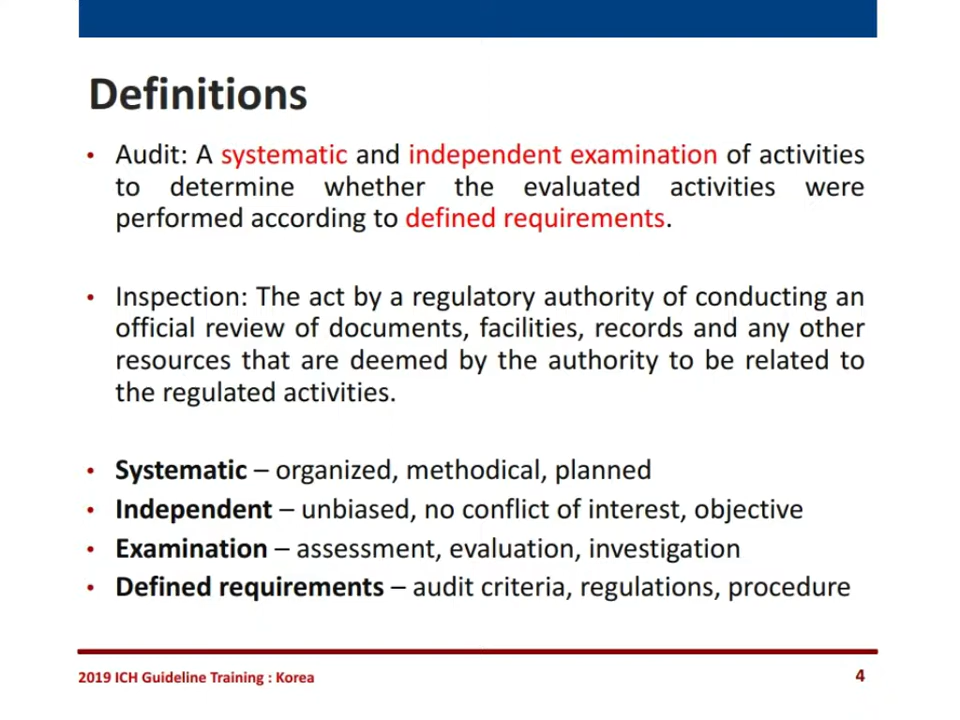 Definitions
• Audit: A systematic and independent examination of activities
to determine whether the evaluated activities were
performed according to defined requirements.
• Inspection: The act by a regulatory authority of conducting an
official review of documents, facilities, records and any other
resources that are deemed by the authority to be related to
the regulated activities.
• Systematic – organized, methodical, planned
• Independent – unbiased, no conflict of interest, objective
• Examination – assessment, evaluation, investigation
• Defined requirements – audit criteria, regulations, procedure
2019 ICH Guideline Training : Korea
4